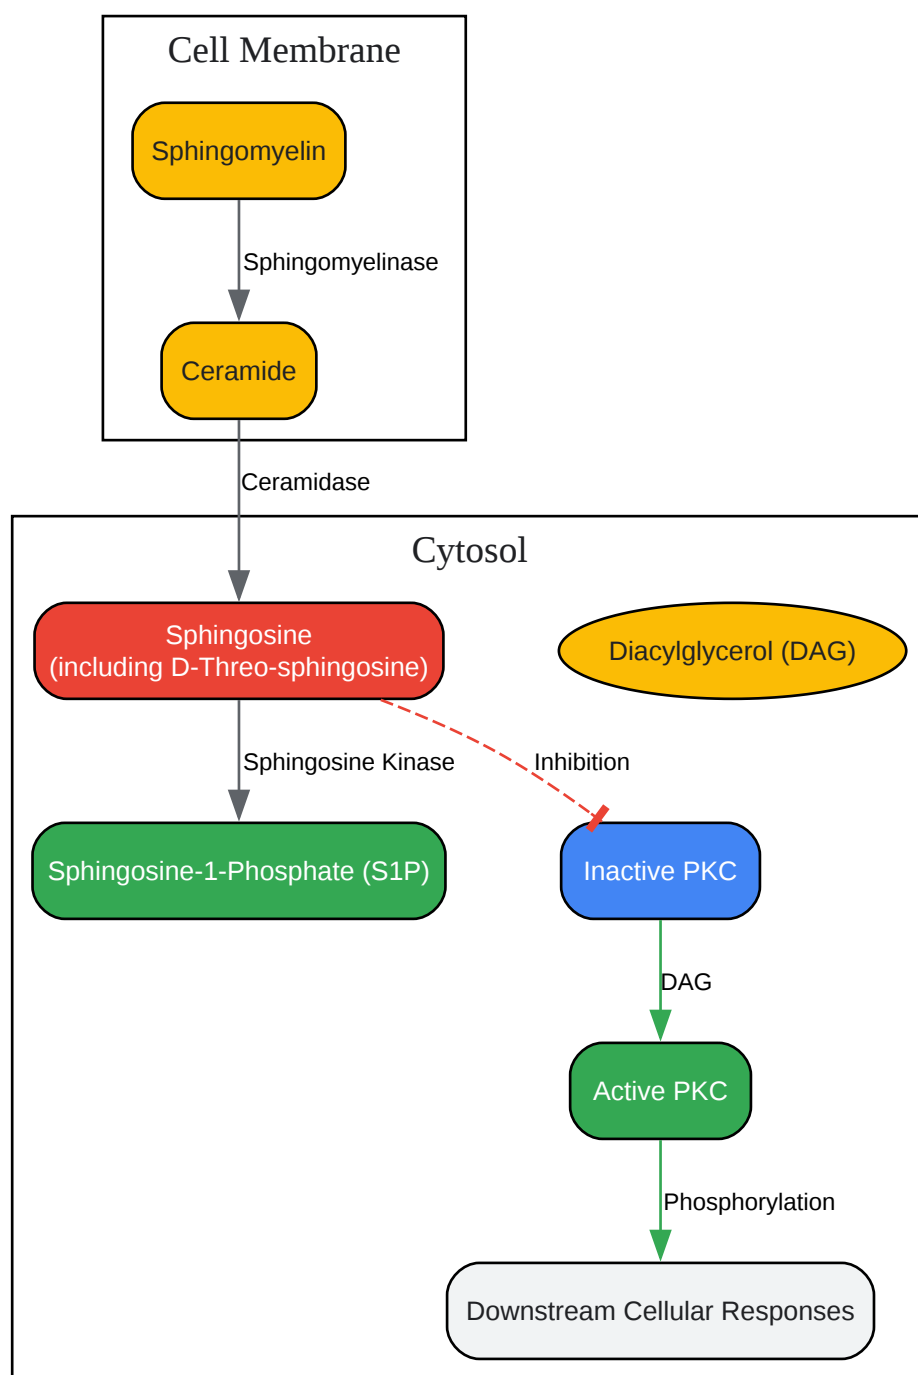 Cell Membrane
Sphingomyelin
Sphingomyelinase
Ceramide
Ceramidase
Cytosol
Sphingosine
(including D-Threo-sphingosine)
Diacylglycerol (DAG)
Sphingosine Kinase
Inhibition
Sphingosine-1-Phosphate (S1P)
Inactive PKC
DAG
Active PKC
Phosphorylation
Downstream Cellular Responses